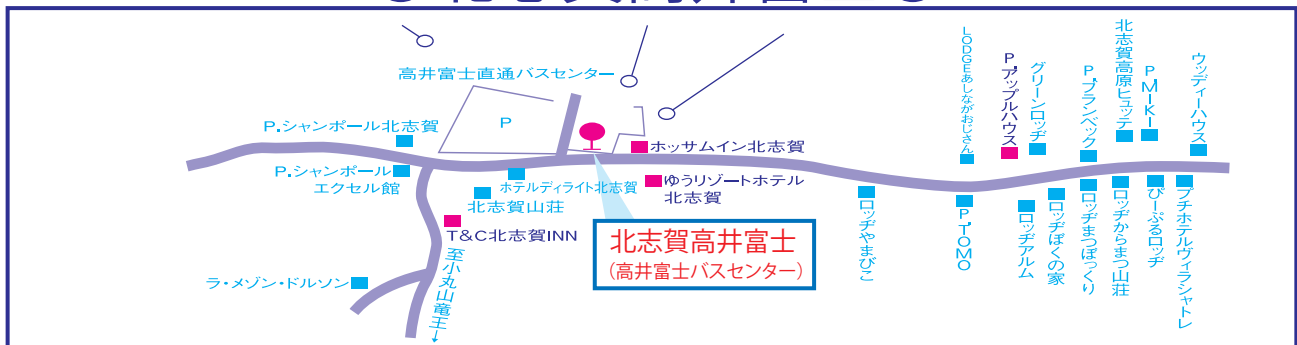 高井富士直通バスセンター
P
P.シャンポール北志賀
P.シャンポール
エクセル館
ホテルディライト北志賀
北志賀山荘
ホッサムイン北志賀
ゆうリゾートホテル
北志賀
T&C北志賀INN
至小丸山竜王→
ラ・メゾン・ドルソン
北志賀高井富士
(高井富士バスセンター)
LODGEあしながおじさん
P.アップルハウス
グリーンロッヂ
P.ブランベック
北志賀高原ヒュッテ
P.MIKI
ウッディーハウス
ロッヂやまびこ
P.TOMO
ロッヂアルム
ロッヂぼくの家
ロッヂまつぼっくり
ロッヂからまつ山荘
びーぷるロッヂ
プチホテルヴィラシャトレ